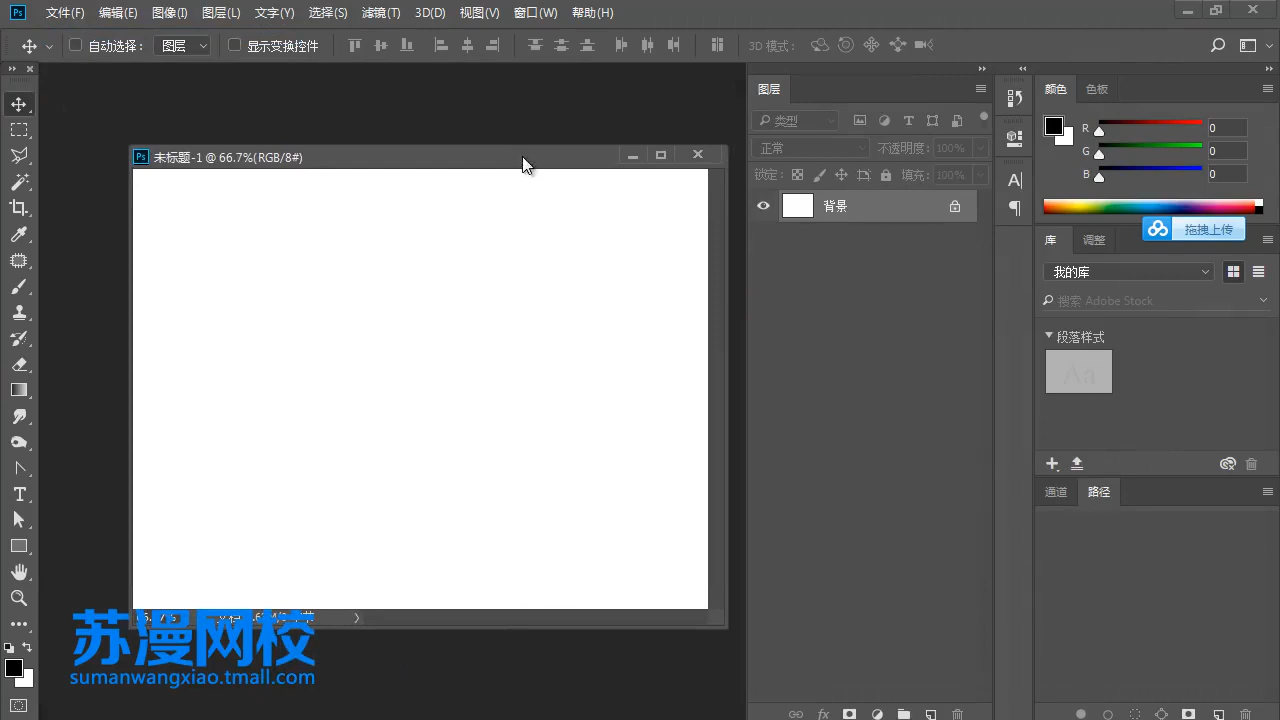 Ps 文件(F) 编辑(E) 图像(I) 图层(L) 文字(Y) 选择(S) 滤镜(T) 3D(D) 视图(V) 窗口(W) 帮助(H)
自动选择: 图层 显示变换控件 3D 模式:
图层
颜色 色板
类型
R 0
正常 不透明度: 100%
G 0
Ps 未标题-1 @ 66.7%(RGB/8#)
锁定: 填充: 100%
B 0
背景
拖拽上传
库 调整
我的库
搜索 Adobe Stock
段落样式
Aa
通道 路径
苏漫网校
sumanwangxiao.tmall.com
fx